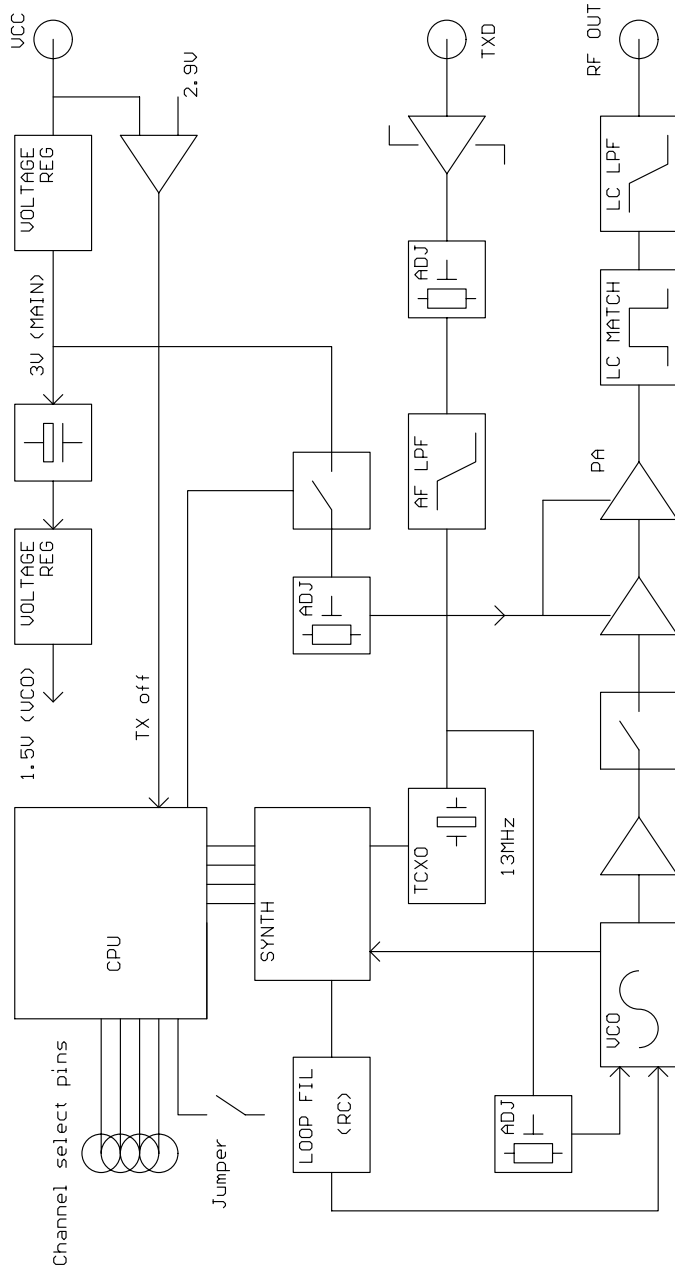 Channel select pins
Jumper
CPU
1.5V (VCO)
VOLTAGE
REG
3V (MAIN)
VOLTAGE
REG
VCC
2.9V
TX off
SYNTH
LOOP FIL
(RC)
ADJ
TCXO
13MHz
AF LPF
ADJ
TXD
ADJ
VCO
PA
LC MATCH
LC LPF
RF OUT